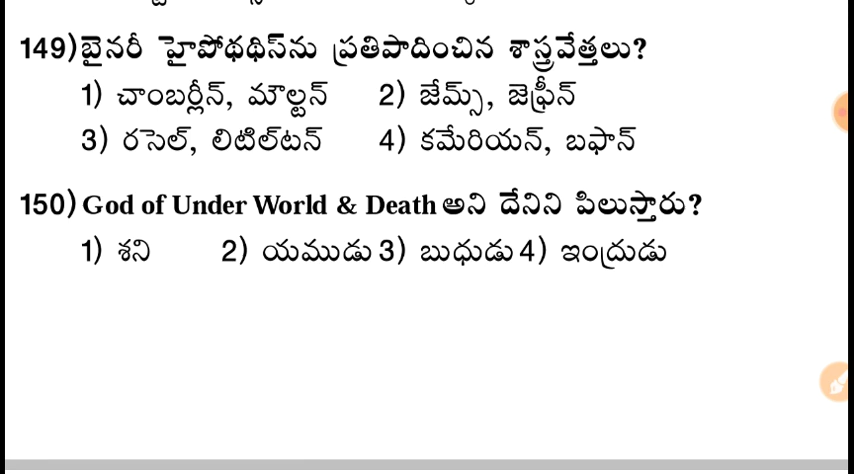 149) బైనరీ హైపోథథిస్‌ను ప్రతిపాదించిన శాస్త్రవేత్తలు?
1) చాంబర్లీన్, మౌల్టన్ 2) జేమ్స్, జెఫ్రీన్
3) రసెల్, లిటిల్‌టన్ 4) కమేరియన్, బఫాన్
150) God of Under World & Death అని దేనిని పిలుస్తారు?
1) శని 2) యముడు 3) బుధుడు 4) ఇంద్రుడు